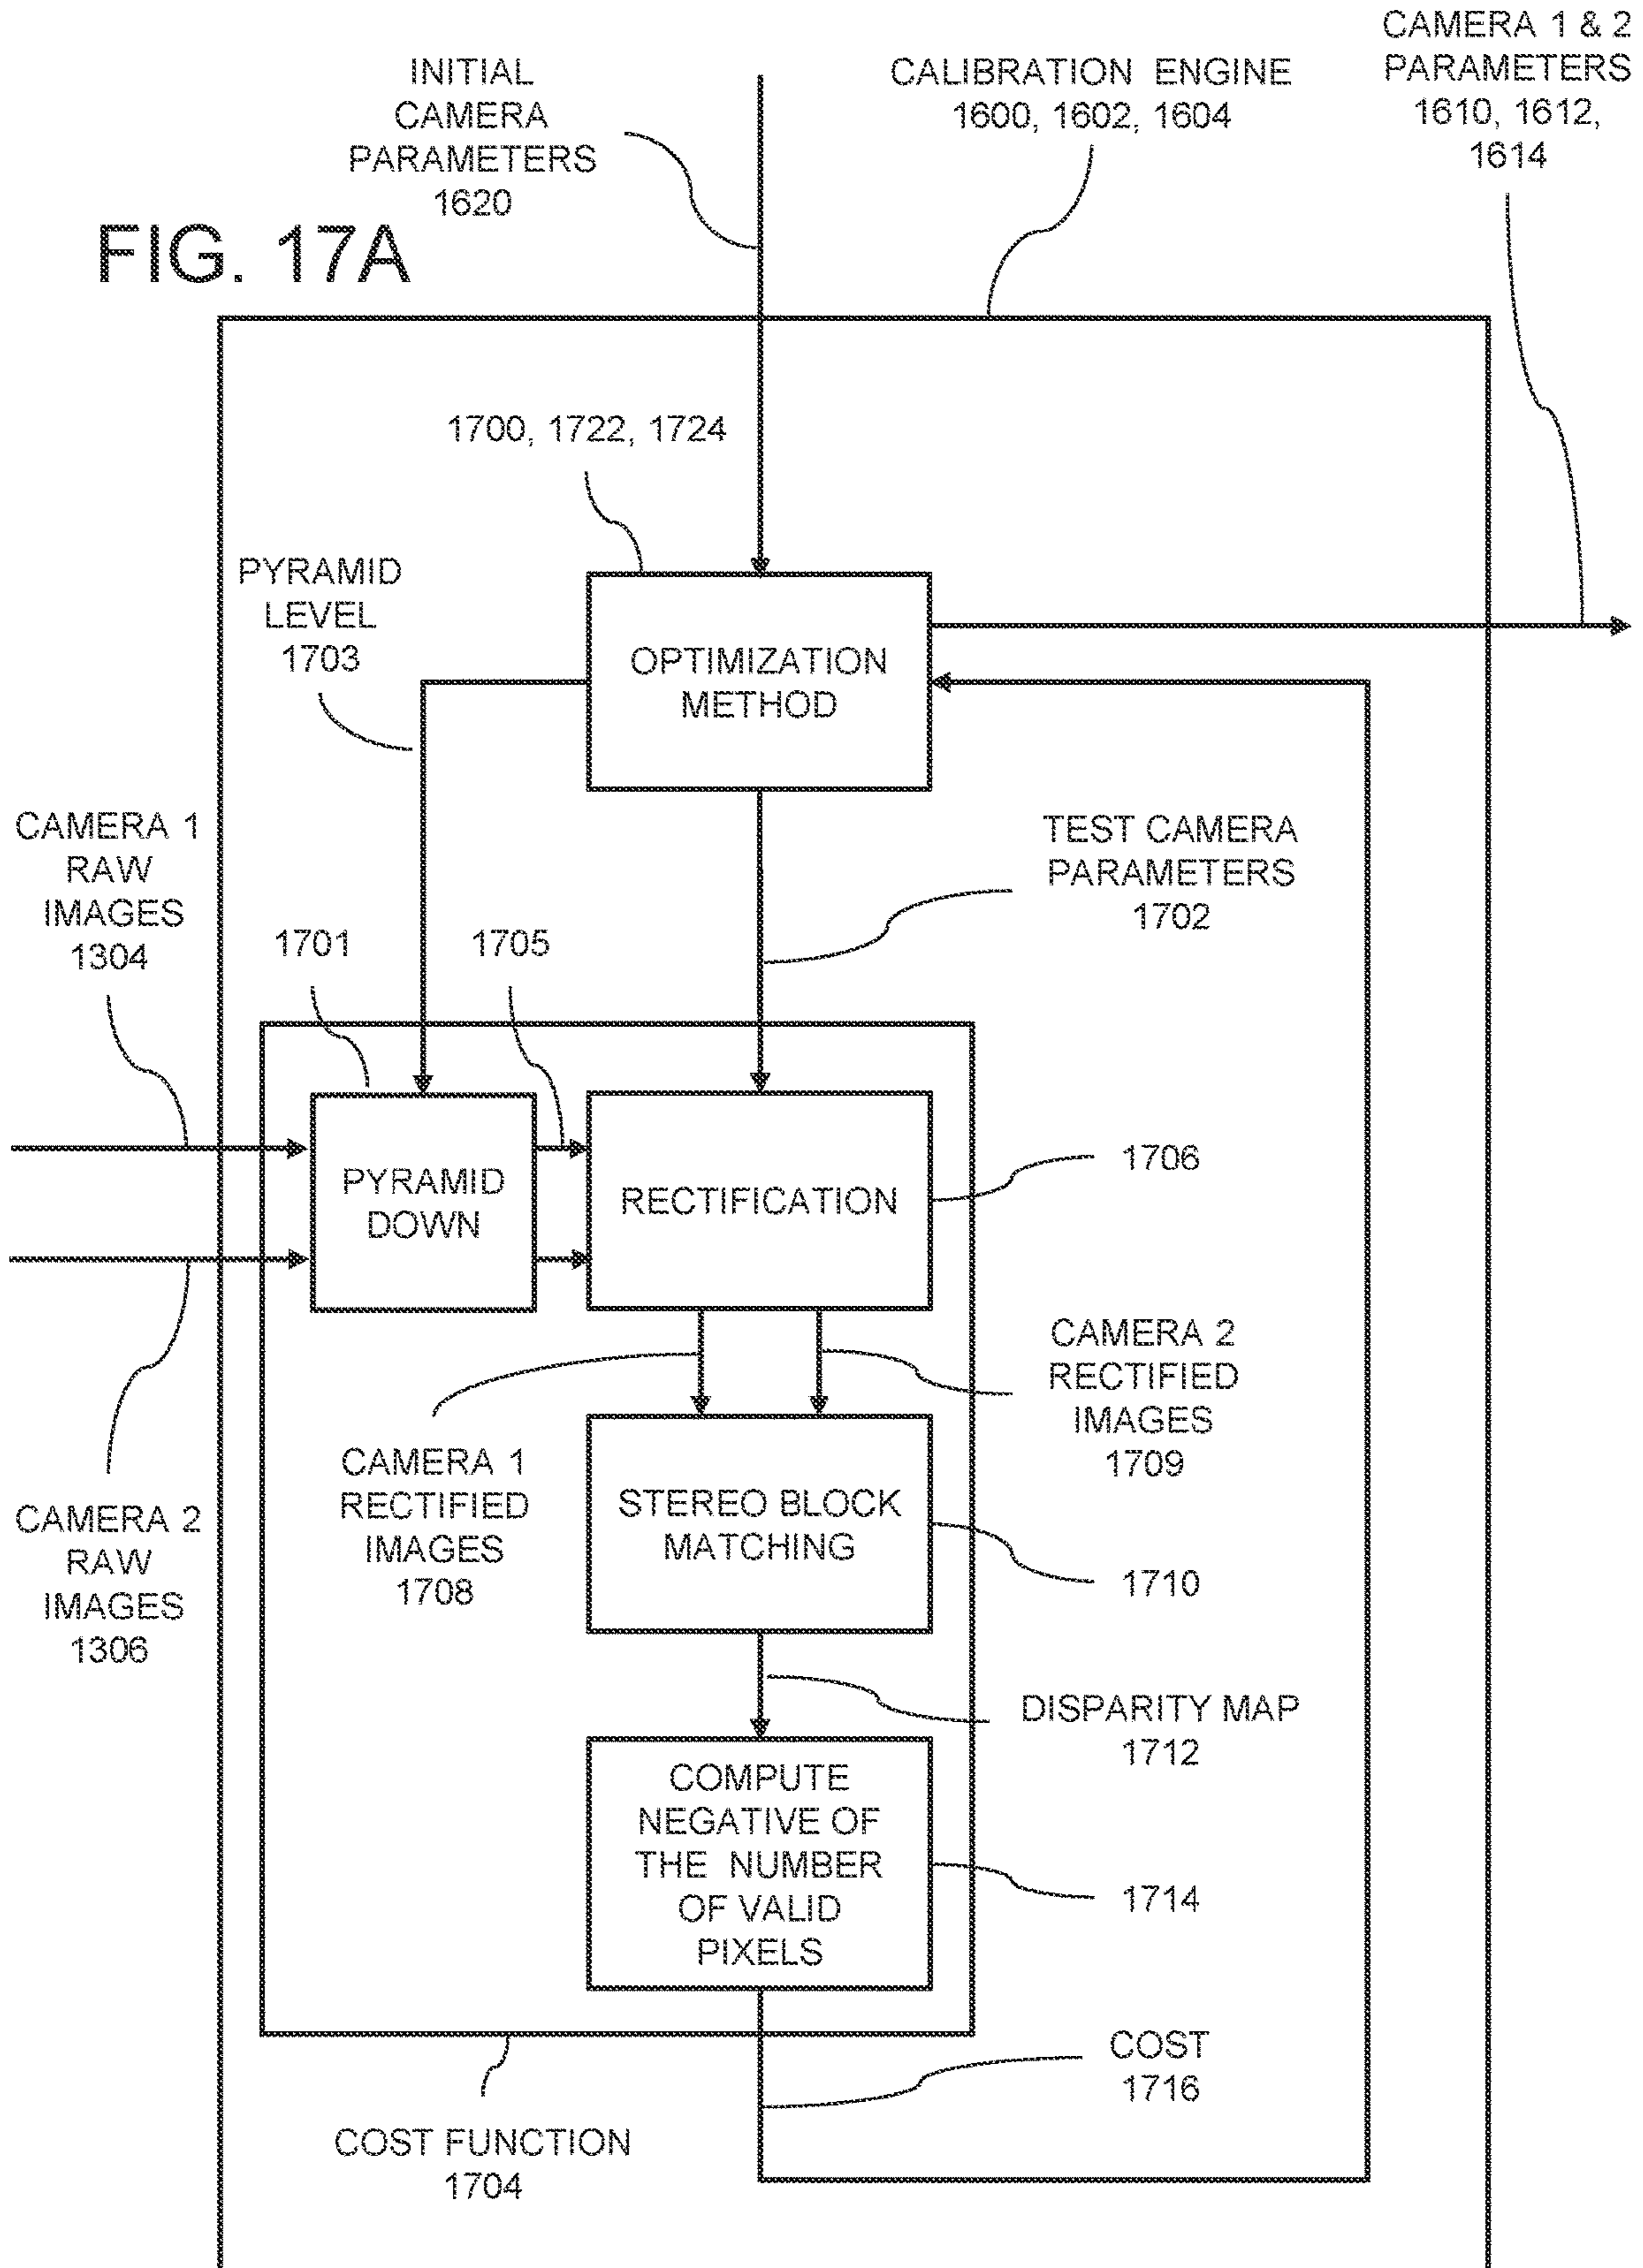 INITIAL
CAMERA
PARAMETERS
1620
CALIBRATION ENGINE
1600, 1602, 1604
CAMERA 1 & 2
PARAMETERS
1610, 1612,
1614
FIG. 17A
1700, 1722, 1724
PYRAMID
LEVEL
1703
OPTIMIZATION
METHOD
CAMERA 1
RAW
IMAGES
1304
TEST CAMERA
PARAMETERS
1702
1701
1705
PYRAMID
DOWN
RECTIFICATION
1706
CAMERA 2
RECTIFIED
IMAGES
1709
CAMERA 1
RECTIFIED
IMAGES
1708
STEREO BLOCK
MATCHING
1710
CAMERA 2
RAW
IMAGES
1306
DISPARITY MAP
1712
COMPUTE
NEGATIVE OF
THE NUMBER
OF VALID
PIXELS
1714
COST
1716
COST FUNCTION
1704